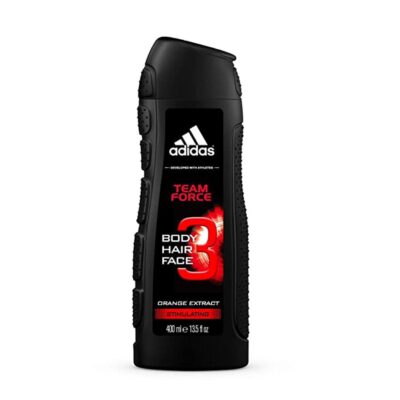 adidas
DEVELOPED WITH ATHLETES
TEAM
FORCE
BODY
HAIR
FACE
3
ORANGE EXTRACT
STIMULATING
400 ml e 13.5 fl oz